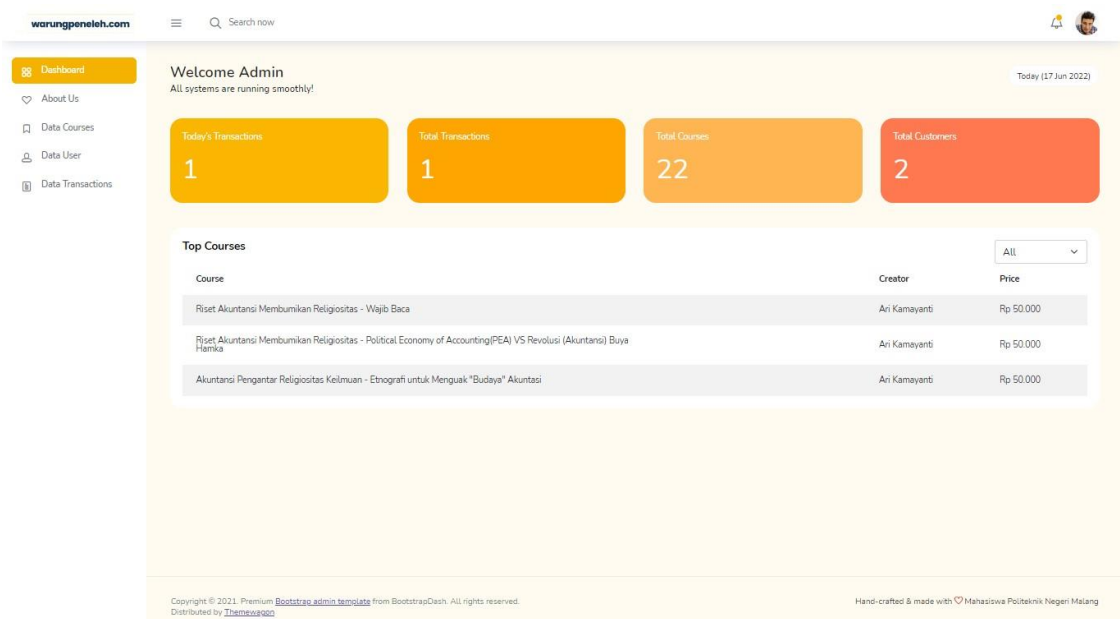 warungpeneleh.com
Search now
Dashboard
About Us
Data Courses
Data User
Data Transactions
Welcome Admin
All systems are running smoothly!
Today (17 Jun 2022)
Today's Transactions
1
Total Transactions
1
Total Courses
22
Total Customers
2
Top Courses
All
Course Creator Price
Riset Akuntansi Membumikan Religiositas - Wajib Baca Ari Kamayanti Rp 50.000
Riset Akuntansi Membumikan Religiositas - Political Economy of Accounting(PEA) VS Revolusi (Akuntansi) Buya
Hamka Ari Kamayanti Rp 50.000
Akuntansi Pengantar Religiositas Keilmuan - Etnografi untuk Menguak "Budaya" Akuntasi Ari Kamayanti Rp 50.000
Copyright © 2021. Premium Bootstrap admin template from BootstrapDash. All rights reserved.
Distributed by Themewagon
Hand-crafted & made with ♡ Mahasiswa Politeknik Negeri Malang